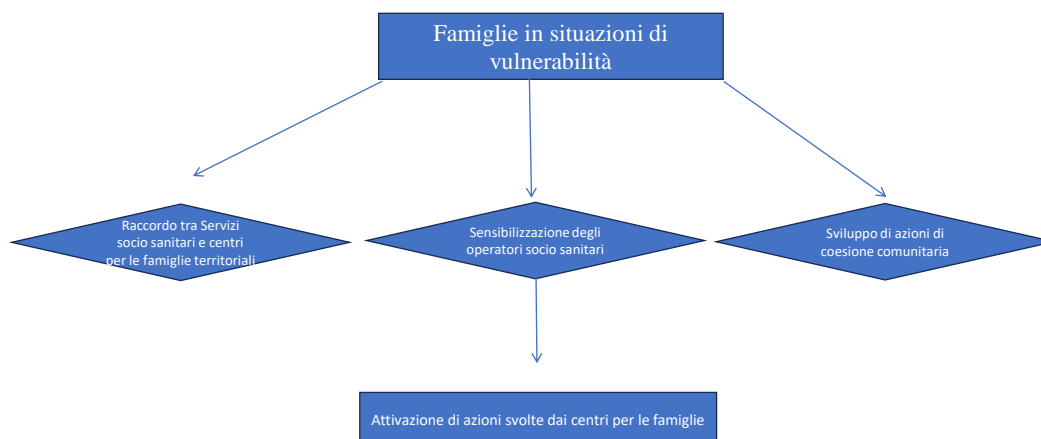 Famiglie in situazioni di
vulnerabilità
Raccordo tra Servizi
socio sanitari e centri
per le famiglie territoriali
Sensibilizzazione degli
operatori socio sanitari
Sviluppo di azioni di
coesione comunitaria
Attivazione di azioni svolte dai centri per le famiglie